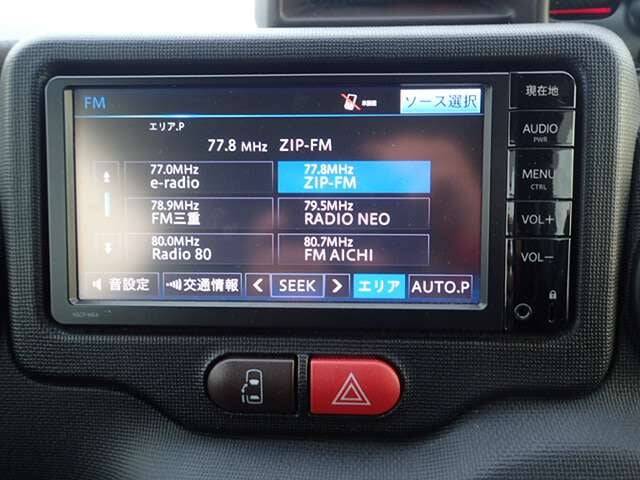 FM
ソース選択
エリア.P
77.8 MHz ZIP-FM
77.0MHz
e-radio
77.8MHz
ZIP-FM
78.9MHz
FM三重
79.5MHz
RADIO NEO
80.0MHz
Radio 80
80.7MHz
FM AICHI
音設定
交通情報
SEEK
エリア
AUTO.P
現在地
AUDIO
PWR
MENU
CTRL
VOL+
VOL−